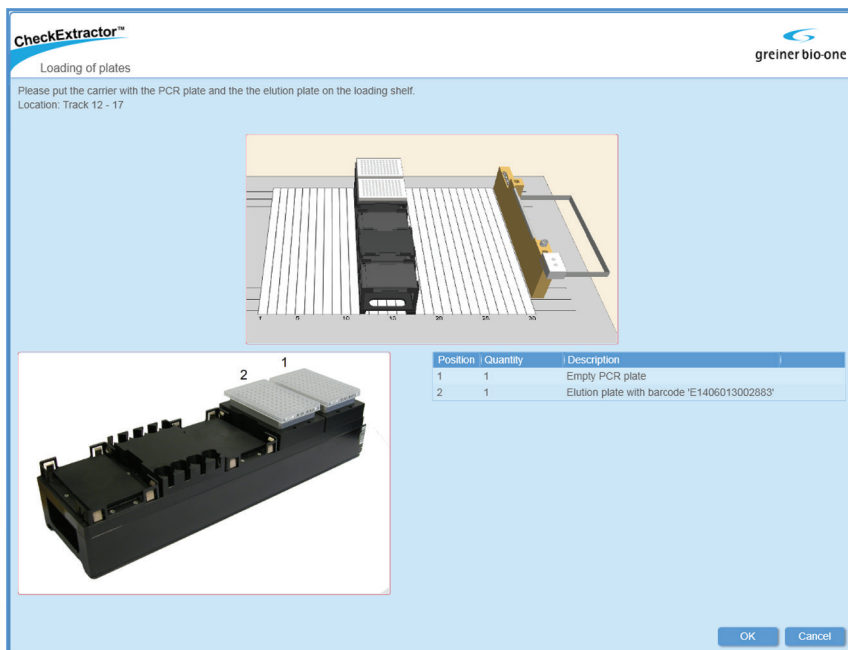 CheckExtractor™
greiner bio-one
Loading of plates
Please put the carrier with the PCR plate and the the elution plate on the loading shelf.
Location: Track 12 - 17
1 5 10 15 20 25 30
1
2
Position Quantity Description
1 1 Empty PCR plate
2 1 Elution plate with barcode 'E1406013002883'
OK Cancel